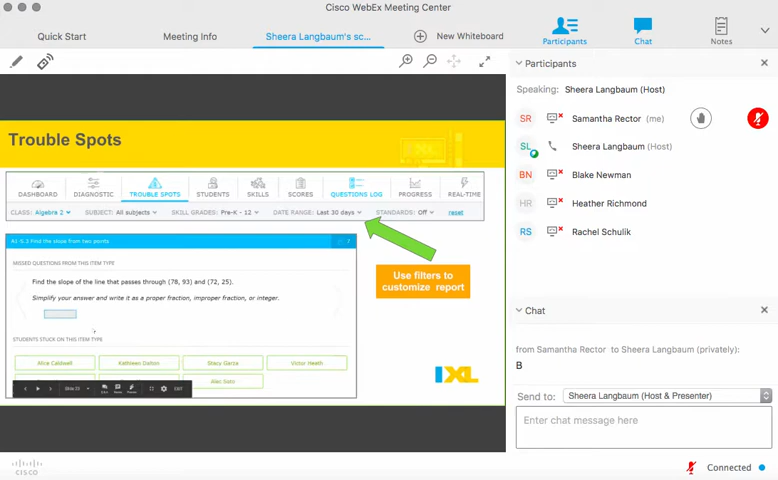 Cisco WebEx Meeting Center
Quick Start
Meeting Info
Sheera Langbaum's sc...
New Whiteboard
Participants
Chat
Notes
Trouble Spots
DASHBOARD
DIAGNOSTIC
TROUBLE SPOTS
STUDENTS
SKILLS
SCORES
QUESTIONS LOG
PROGRESS
REAL-TIME
CLASS: Algebra 2
SUBJECT: All subjects
SKILL GRADES: Pre-K - 12
DATE RANGE: Last 30 days
STANDARDS: Off
reset
A1-S.3 Find the slope from two points
MISSED QUESTIONS FROM THIS ITEM TYPE
Find the slope of the line that passes through (78, 93) and (72, 25).
Simplify your answer and write it as a proper fraction, improper fraction, or integer.
STUDENTS STUCK ON THIS ITEM TYPE
Alice Caldwell
Kathleen Dalton
Stacy Garza
Victor Heath
Alec Soto
EXIT
Use filters to
customize report
IXL
Participants
Speaking: Sheera Langbaum (Host)
SR
Samantha Rector (me)
SL
Sheera Langbaum (Host)
BN
Blake Newman
HR
Heather Richmond
RS
Rachel Schulik
Chat
from Samantha Rector to Sheera Langbaum (privately):
B
Send to:
Sheera Langbaum (Host & Presenter)
Enter chat message here
CISCO
Connected